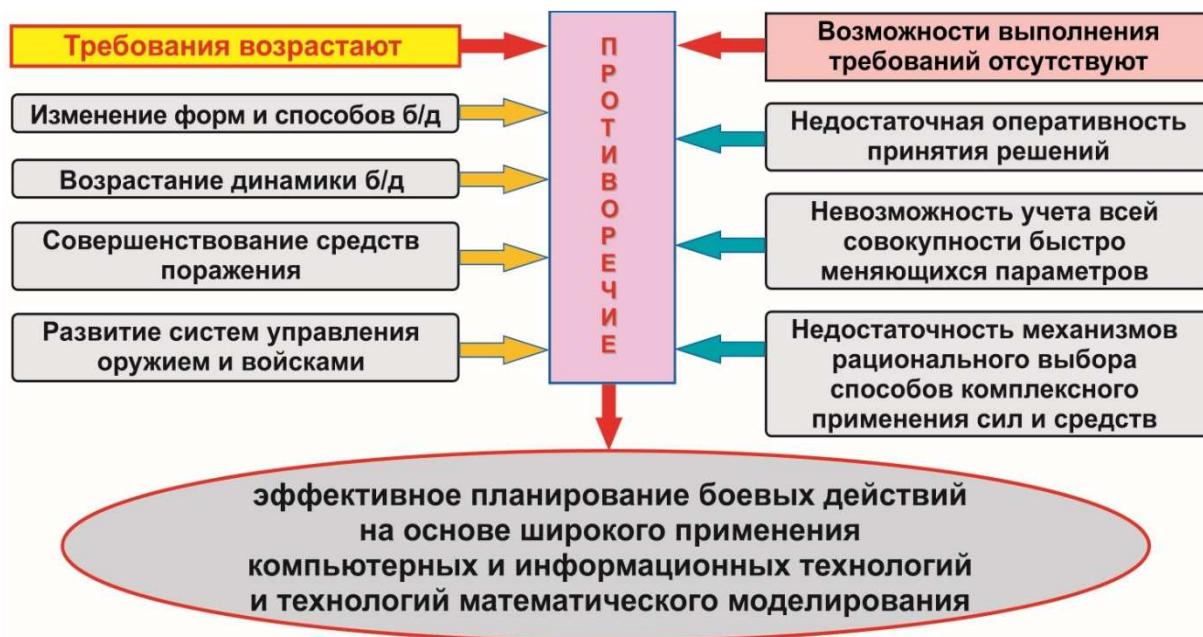 Требования возрастают
Изменение форм и способов б/д
Возрастание динамики б/д
Совершенствование средств
поражения
Развитие систем управления
оружием и войсками
ПРОТИВОРЕЧИЕ
Возможности выполнения
требований отсутствуют
Недостаточная оперативность
принятия решений
Невозможность учета всей
совокупности быстро
меняющихся параметров
Недостаточность механизмов
рационального выбора
способов комплексного
применения сил и средств
эффективное планирование боевых действий
на основе широкого применения
компьютерных и информационных технологий
и технологий математического моделирования